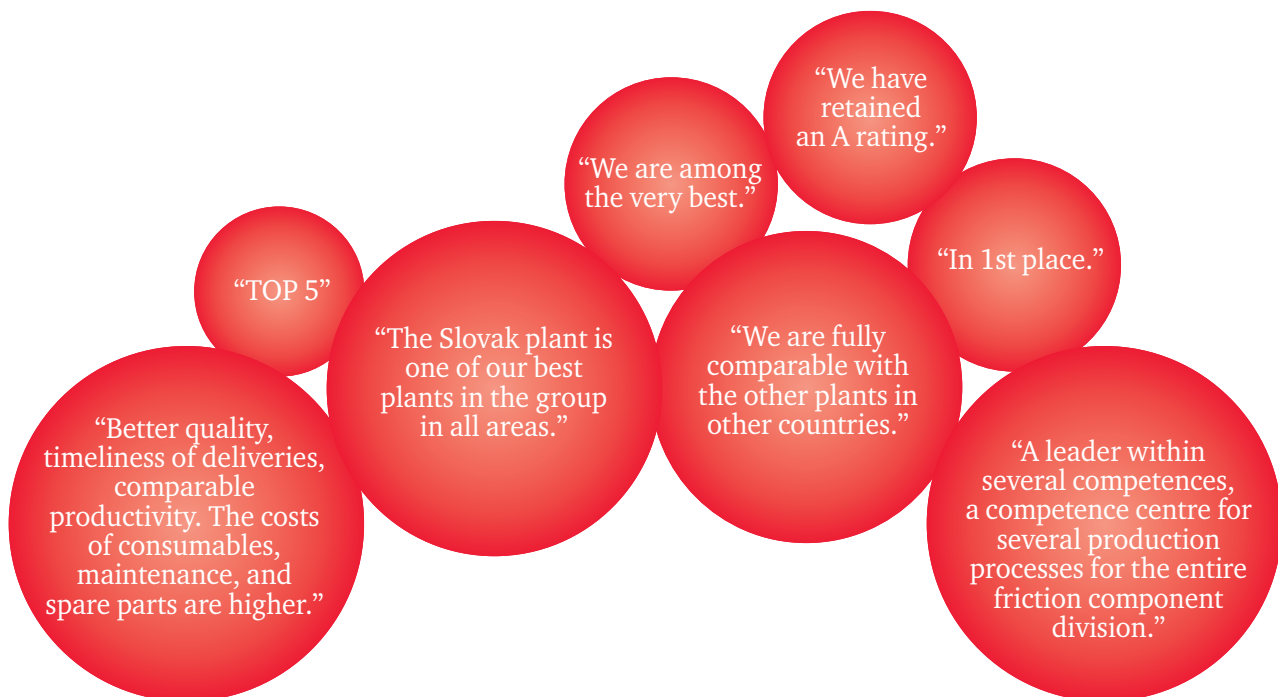 “We have
retained
an A rating.”
“We are among
the very best.”
“In 1st place.”
“TOP 5”
“The Slovak plant is
one of our best
plants in the group
in all areas.”
“We are fully
comparable with
the other plants in
other countries.”
“Better quality,
timeliness of deliveries,
comparable
productivity. The costs
of consumables,
maintenance, and
spare parts are higher.”
“A leader within
several competences,
a competence centre for
several production
processes for the entire
friction component
division.”